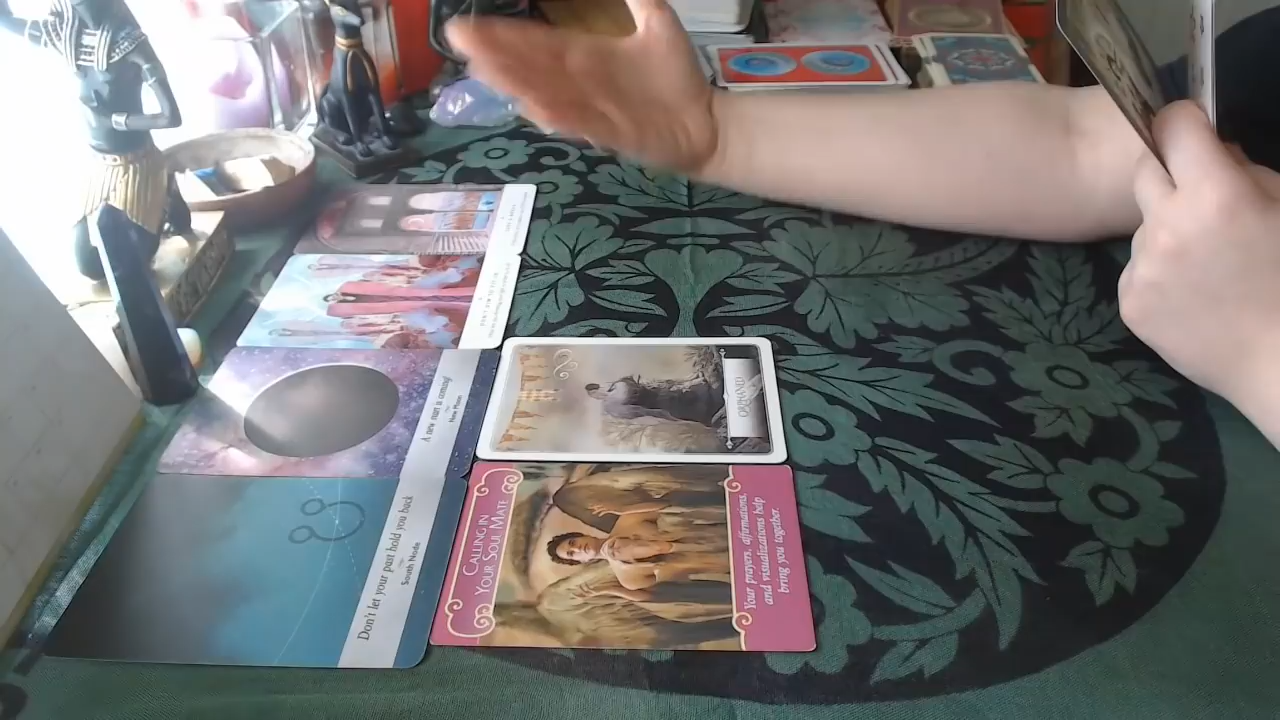 A new start is coming!
New Moon
Don't let your past hold you back
South Node
ORPHAND
CALLING IN
YOUR SOUL MATE
Your prayers, affirmations,
and visualizations help
bring you together.